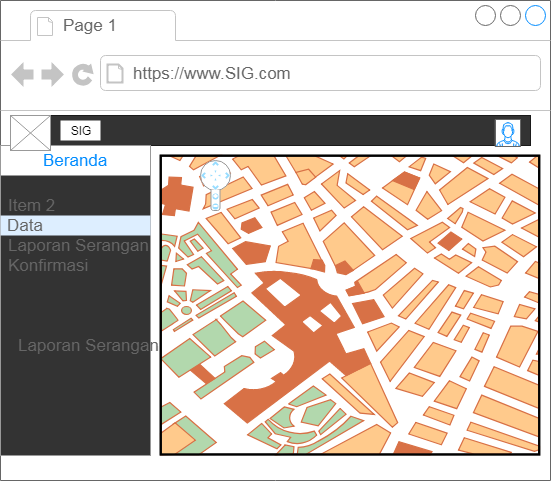 Page 1
https://www.SIG.com
SIG
Beranda
Item 2
Data
Laporan Serangan
Konfirmasi
Laporan Serangan